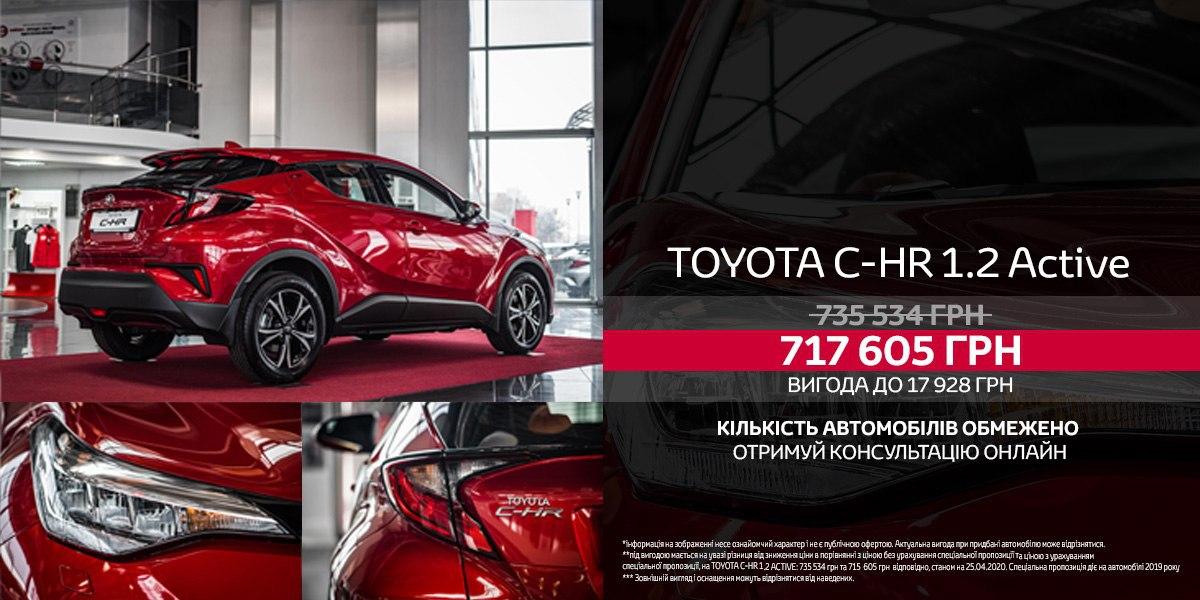 TOYOTA
C-HR
TOYOTA
C-HR
TOYOTA C-HR 1.2 Active
735 534 ГРН
717 605 ГРН
ВИГОДА ДО 17 928 ГРН
КІЛЬКІСТЬ АВТОМОБІЛІВ ОБМЕЖЕНО
ОТРИМУЙ КОНСУЛЬТАЦІЮ ОНЛАЙН
*Інформація на зображенні несе ознайомчий характер і не є публічною офертою. Актуальна вигода при придбані автомобілю може відрізнятися.
**під вигодою мається на увазі різниця від зниження ціни в порівнянні з ціною без урахування спеціальної пропозиції та ціною з урахуванням
спеціальної пропозиції, на TOYOTA C-HR 1.2 ACTIVE: 735 534 грн та 715 605 грн відповідно, станом на 25.04.2020. Спеціальна пропозиція діє на автомобілі 2019 року
*** Зовнішній вигляд і оснащення можуть відрізнятися від наведених.